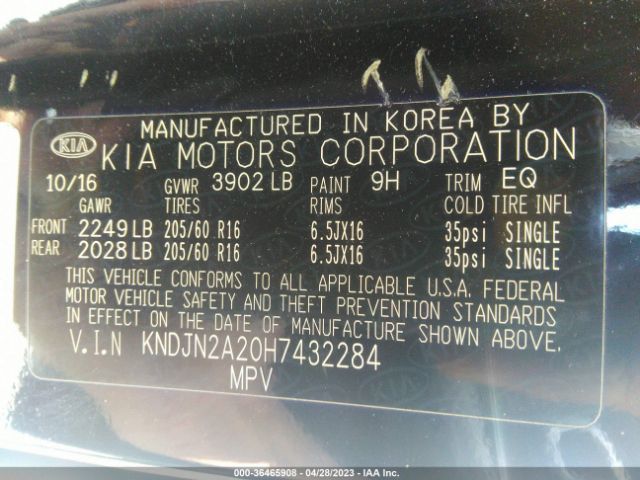 MANUFACTURED IN KOREA BY
KIA KIA MOTORS CORPORATION
10/16 GVWR 3902 LB PAINT 9H TRIM EQ
GAWR TIRES RIMS COLD TIRE INFL
FRONT 2249 LB 205/60 R16 6.5JX16 35psi SINGLE
REAR 2028 LB 205/60 R16 6.5JX16 35psi SINGLE
THIS VEHICLE CONFORMS TO ALL APPLICABLE U.S.A. FEDERAL
MOTOR VEHICLE SAFETY AND THEFT PREVENTION STANDARDS
IN EFFECT ON THE DATE OF MANUFACTURE SHOWN ABOVE.
V.I.N KNDJN2A20H7432284
MPV
000-36465908 - 04/28/2023 - IAA Inc.